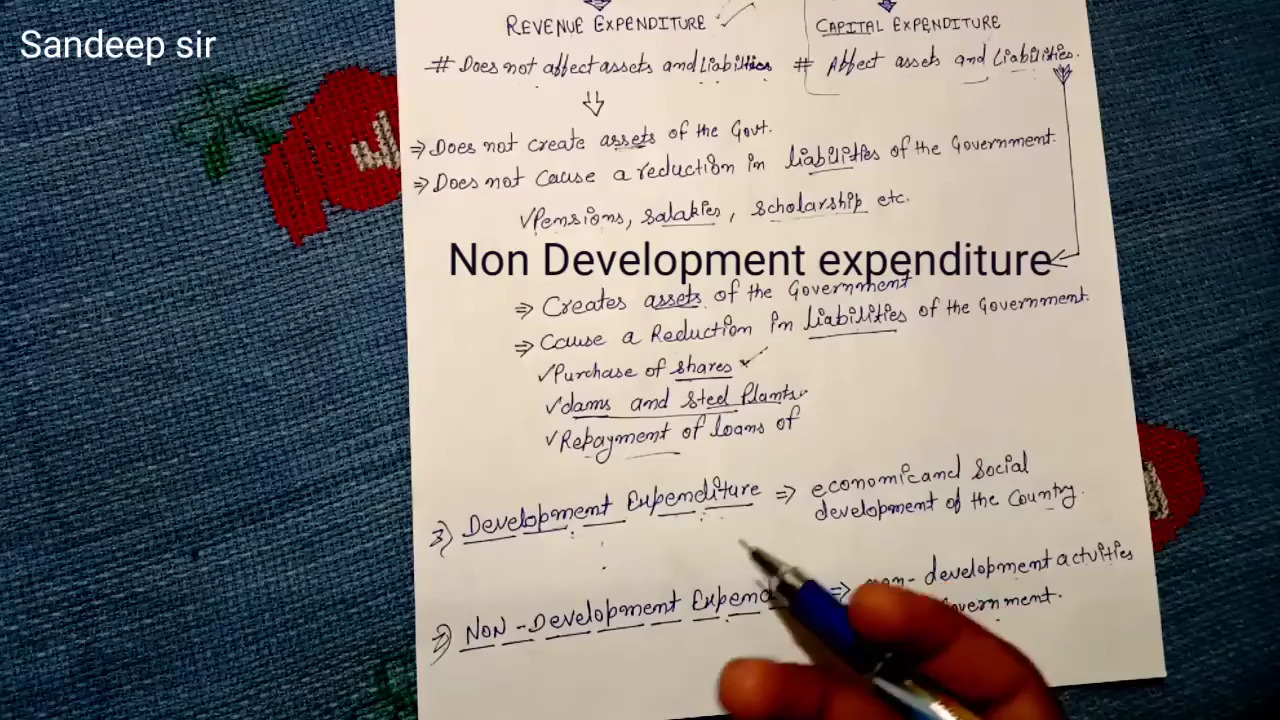 Sandeep sir
REVENUE EXPENDITURE
CAPITAL EXPENDITURE
# Does not affect assets and liabilities
# Affect assets and liabilities.
⇒ Does not create assets of the Govt.
⇒ Does not cause a reduction in liabilities of the Government.
✓Pensions, salaries, scholarship etc.
Non Development expenditure
⇒ Creates assets of the Government
⇒ Cause a Reduction in liabilities of the Government.
✓Purchase of shares ✓
✓dams and steel Plants
✓Repayment of loans of
Development Expenditure ⇒ economic and social
development of the Country.
NON-Development Expend ⇒ non-development actvities
vernment.